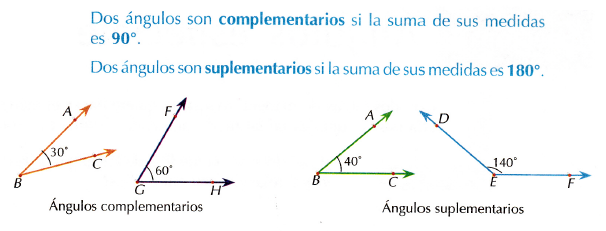 Dos ángulos son complementarios si la suma de sus medidas
es 90°.
Dos ángulos son suplementarios si la suma de sus medidas es 180°.
A
30°
C
B
F
60°
G
H
Ángulos complementarios
A
40°
B
C
D
140°
E
F
Ángulos suplementarios